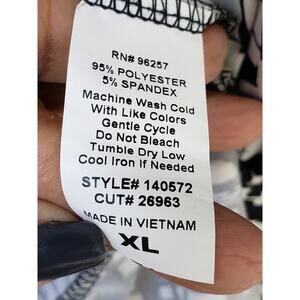 RN# 96257
95% POLYESTER
5% SPANDEX
Machine Wash Cold
With Like Colors
Gentle Cycle
Do Not Bleach
Tumble Dry Low
Cool Iron If Needed
STYLE# 140572
CUT# 26963
MADE IN VIETNAM
XL